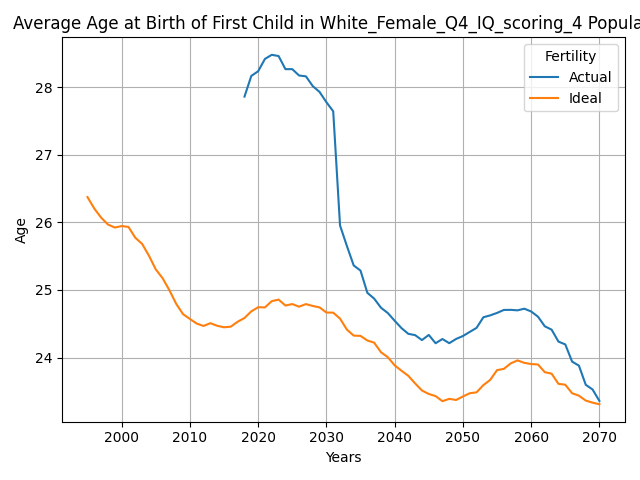 Average Age at Birth of First Child in White_Female_Q4_IQ_scoring_4 Popula
Fertility
Actual
Ideal
28
27
26
25
24
Age
2000 2010 2020 2030 2040 2050 2060 2070
Years